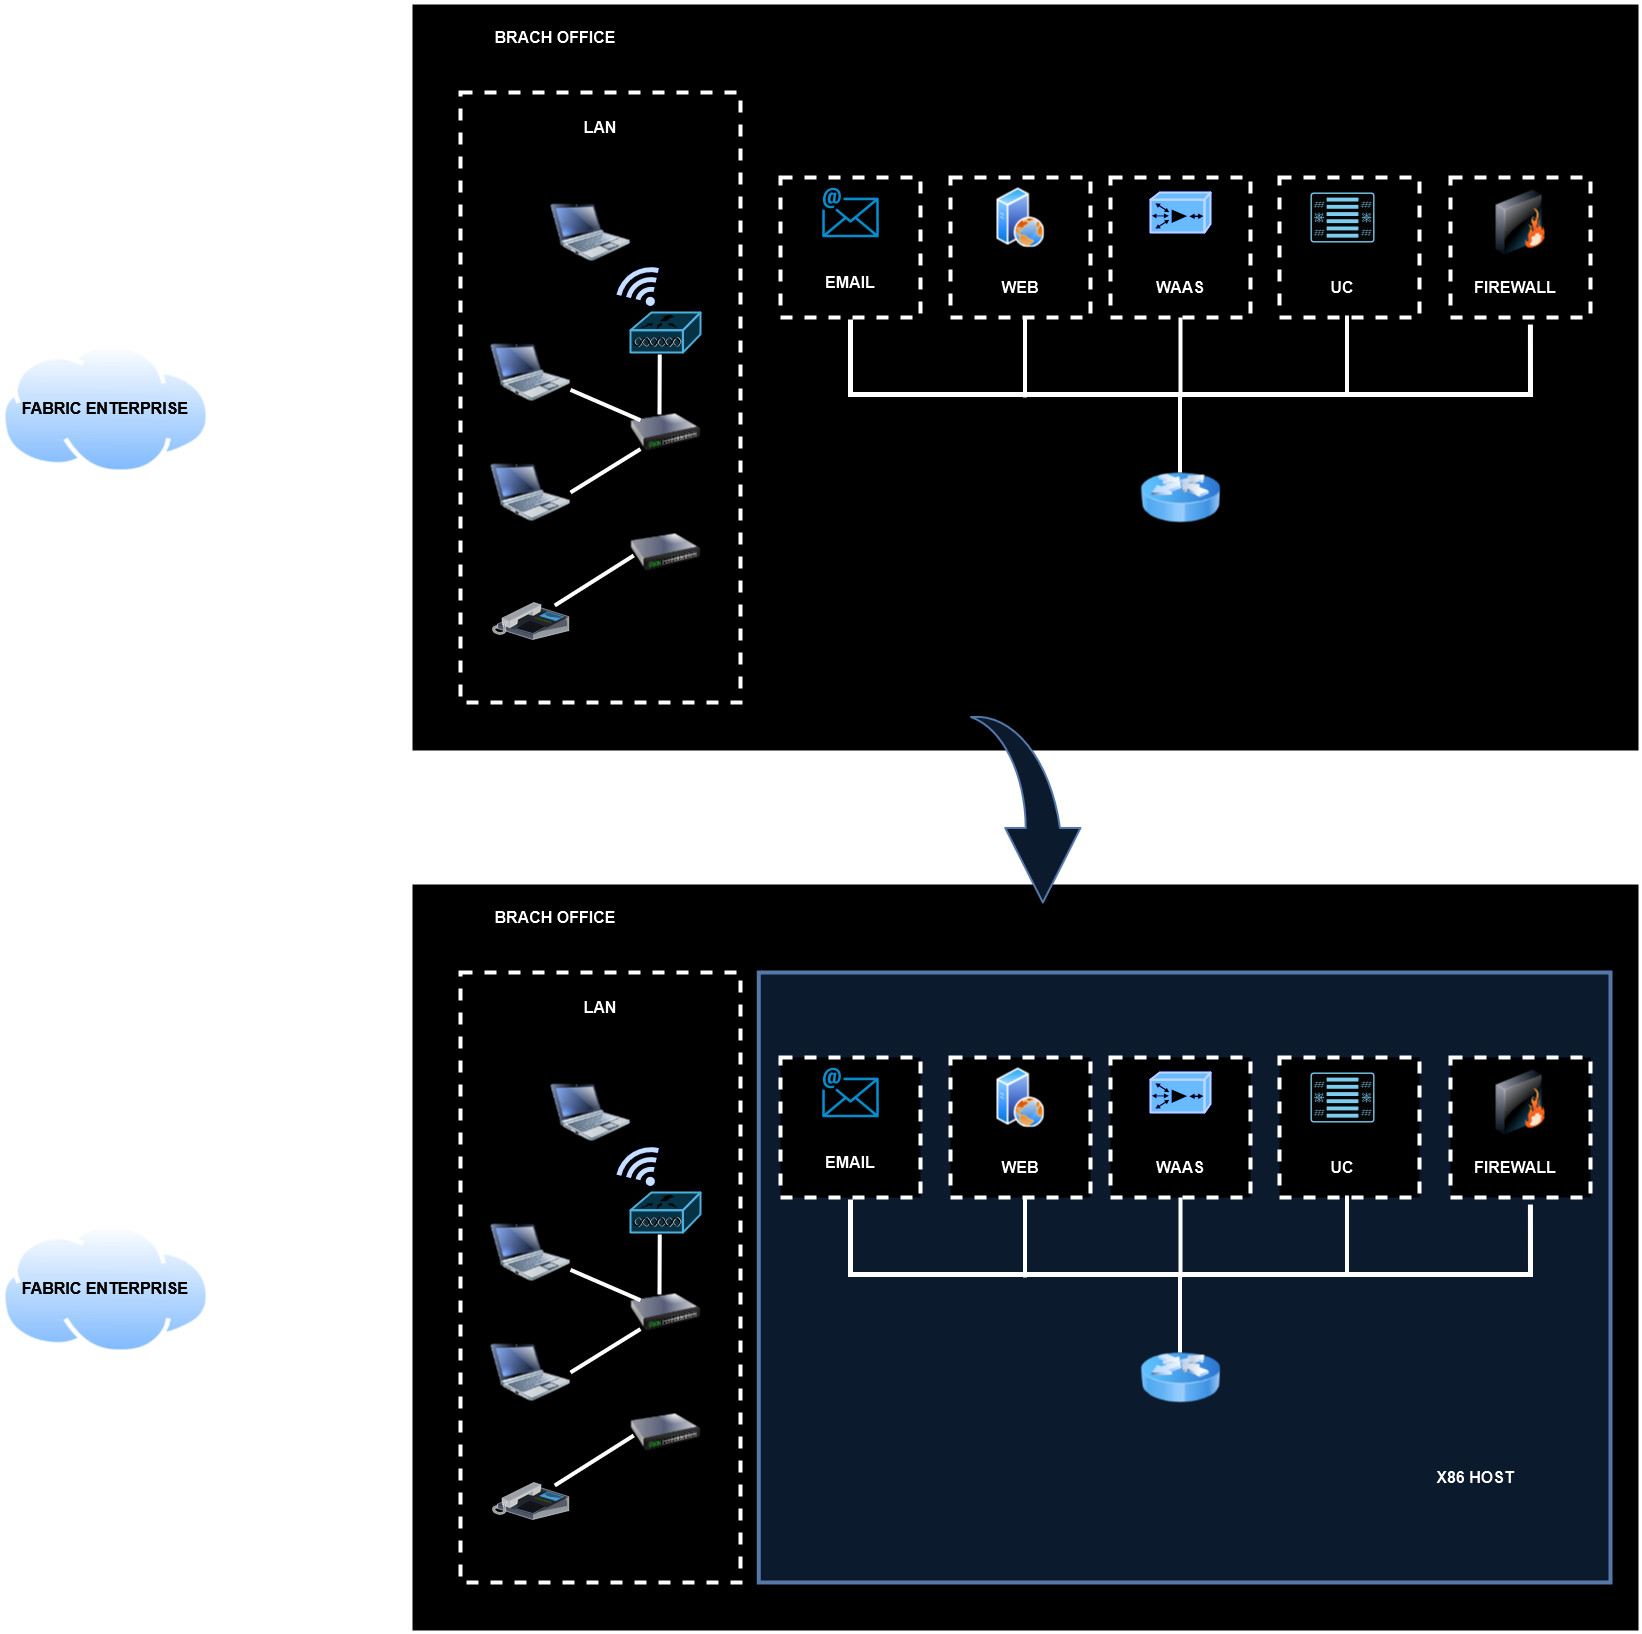 BRACH OFFICE
LAN
EMAIL
WEB
WAAS
UC
FIREWALL
FABRIC ENTERPRISE
BRACH OFFICE
LAN
EMAIL
WEB
WAAS
UC
FIREWALL
FABRIC ENTERPRISE
X86 HOST